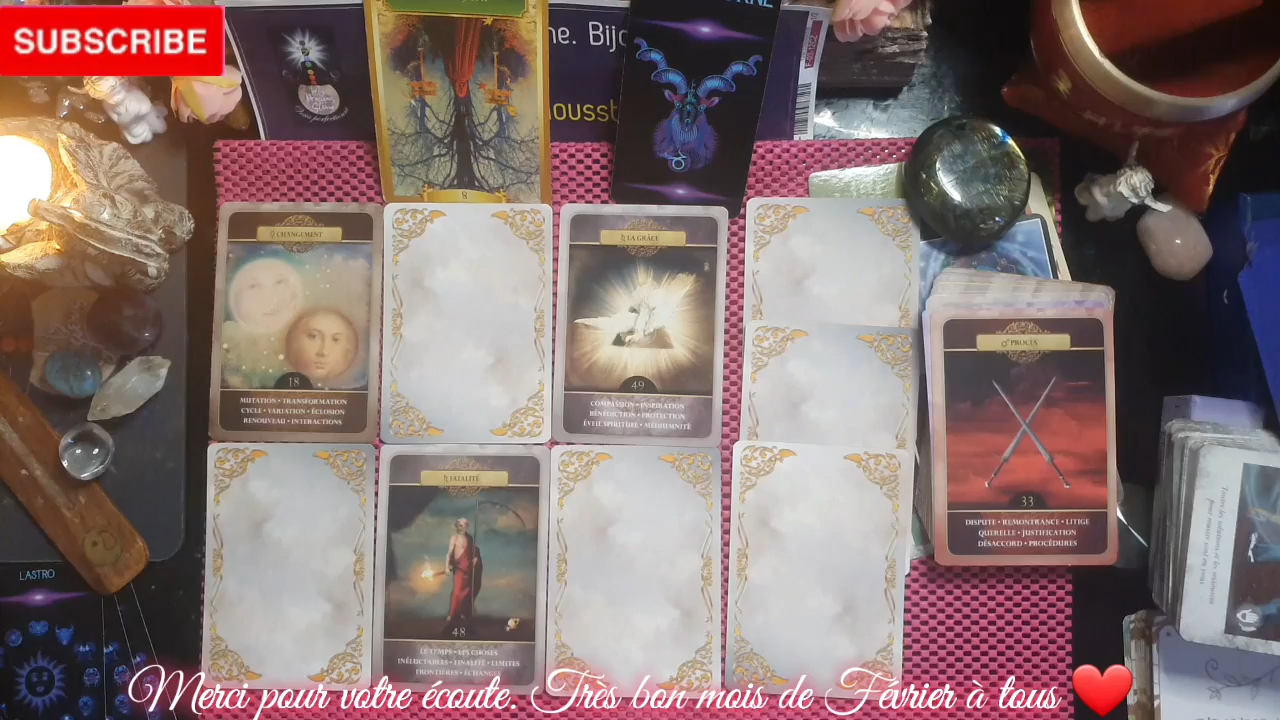 SUBSCRIBE
8
CHANGEMENT
18
MUTATION • TRANSFORMATION
CYCLE • VARIATION • ÉCLOSION
RENOUVEAU • INTERACTIONS
LA GRÂCE
49
COMPASSION • INSPIRATION
BÉNÉDICTION • PROTECTION
ÉVEIL SPIRITUEL • MÉDIUMNITÉ
FATALITÉ
48
LE TEMPS • LES CHOSES
INÉLUCTABLES • FINALITÉ • LIMITES
FRONTIÈRES • ÉCHANGES
PROCÈS
33
DISPUTE • REMONTRANCE • LITIGE
QUERELLE • JUSTIFICATION
DÉSACCORD • PROCÉDURES
L'ASTRO
Merci pour votre écoute. Très bon mois de Février à tous ❤️